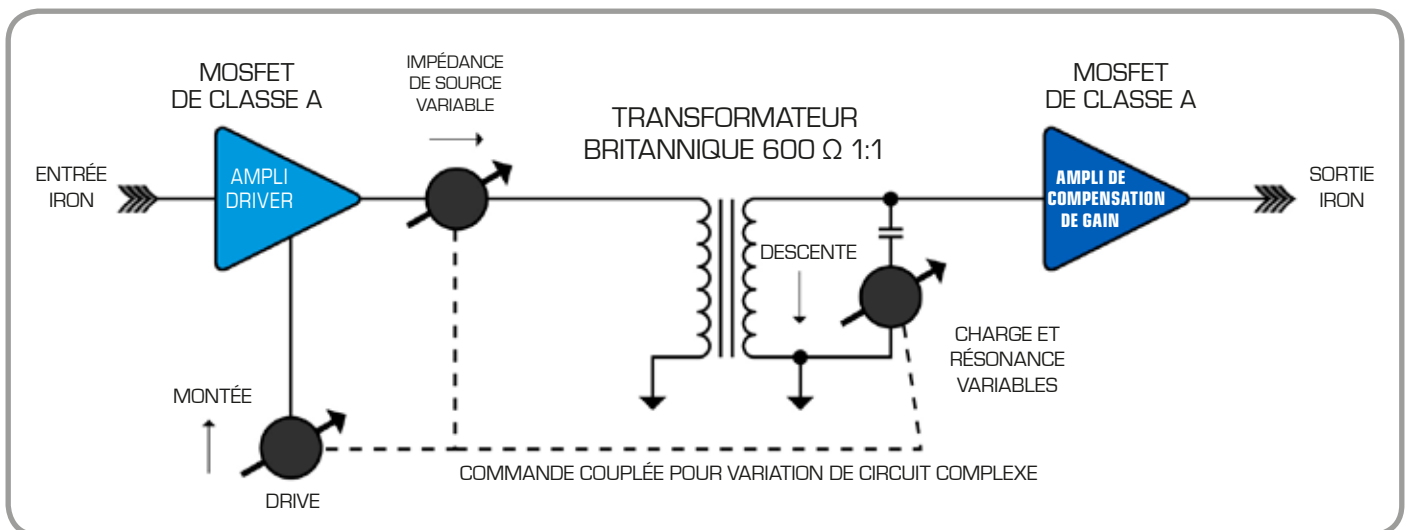 MOSFET
DE CLASSE A
IMPÉDANCE
DE SOURCE
VARIABLE
TRANSFORMATEUR
BRITANNIQUE 600 Ω 1:1
MOSFET
DE CLASSE A
ENTRÉE
IRON
AMPLI
DRIVER
AMPLI DE
COMPENSATION
DE GAIN
SORTIE
IRON
DESCENTE
CHARGE ET
RÉSONANCE
VARIABLES
MONTÉE
DRIVE
COMMANDE COUPLÉE POUR VARIATION DE CIRCUIT COMPLEXE